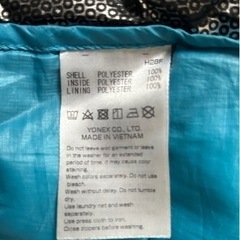 H2SF
SHELL POLYESTER 100%
INSIDE POLYESTER 100%
LINING POLYESTER 100%
YONEX CO., LTD.
MADE IN VIETNAM
Do not leave wet garment or leave
in the washer for an extended
period of time. it may cause color
staining.
Wash colors separately. Do not
bleach.
Wash without delay. Do not tumble
dry.
Use laundry net and wash
separately.
Use press cloth to iron.
Close zippers before washing.